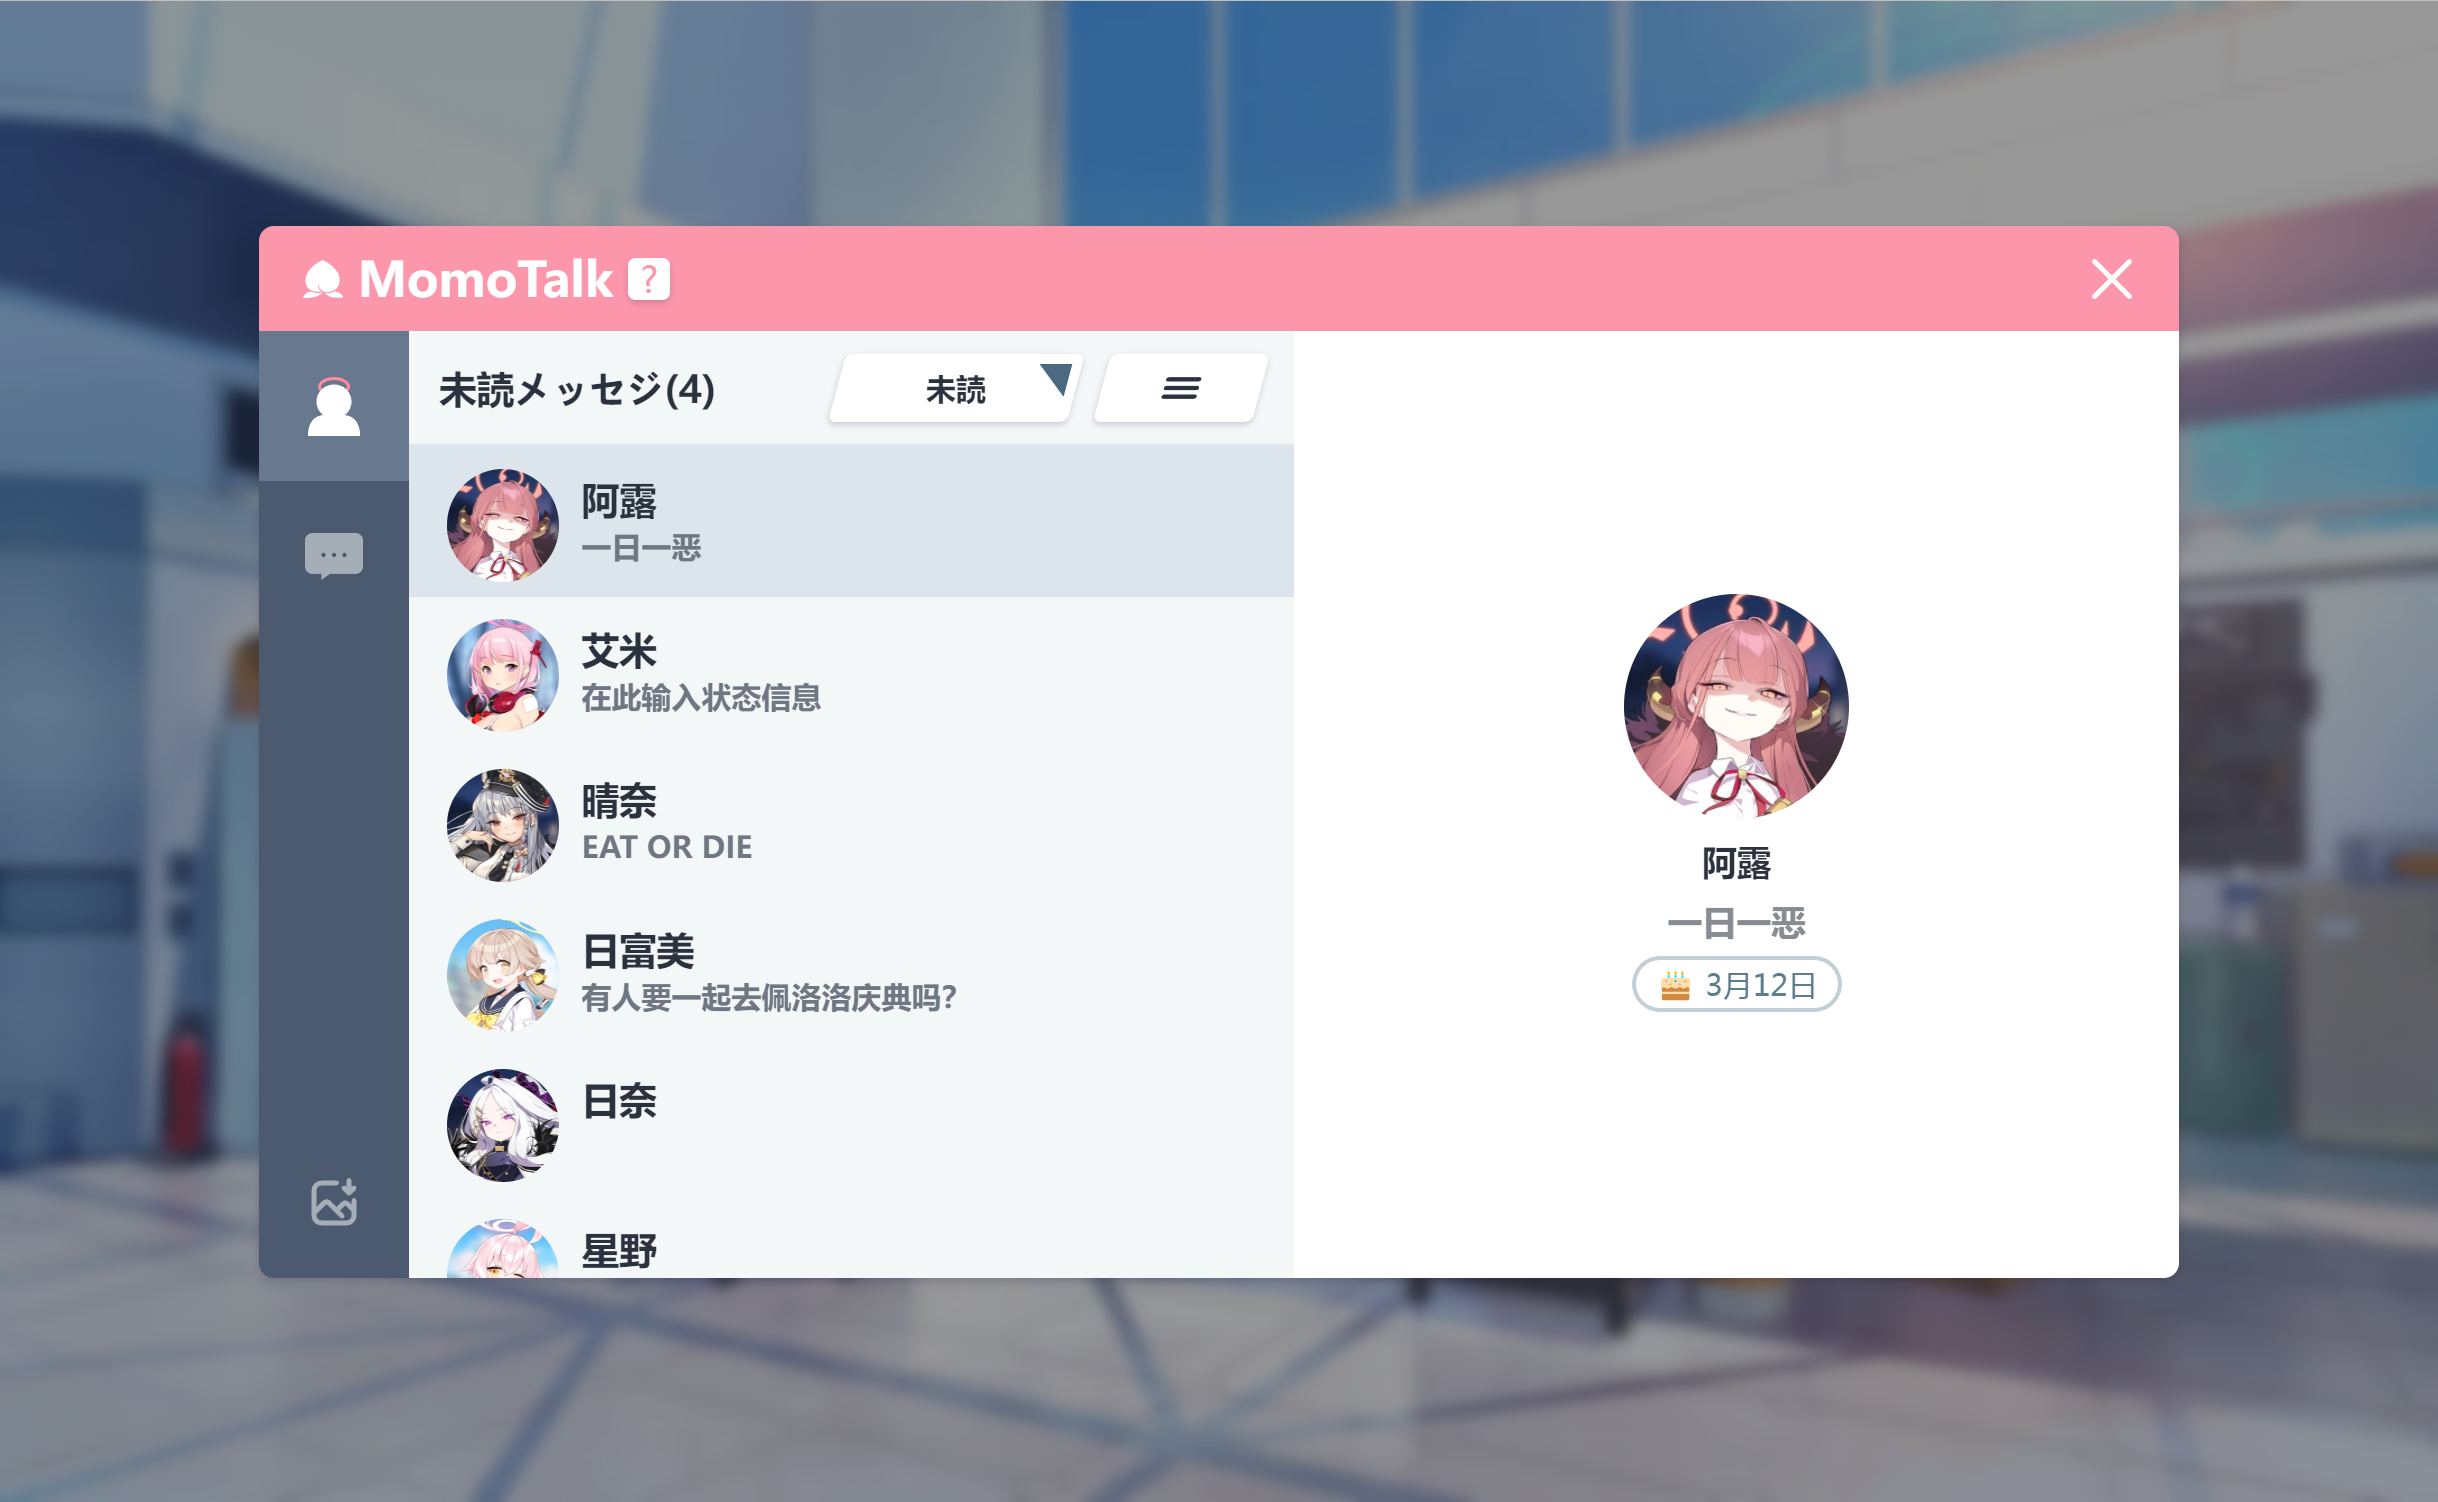 MomoTalk ?
未読メッセジ(4)
未読
阿露
一日一恶
艾米
在此输入状态信息
晴奈
EAT OR DIE
日富美
有人要一起去佩洛洛庆典吗?
日奈
星野
阿露
一日一恶
3月12日